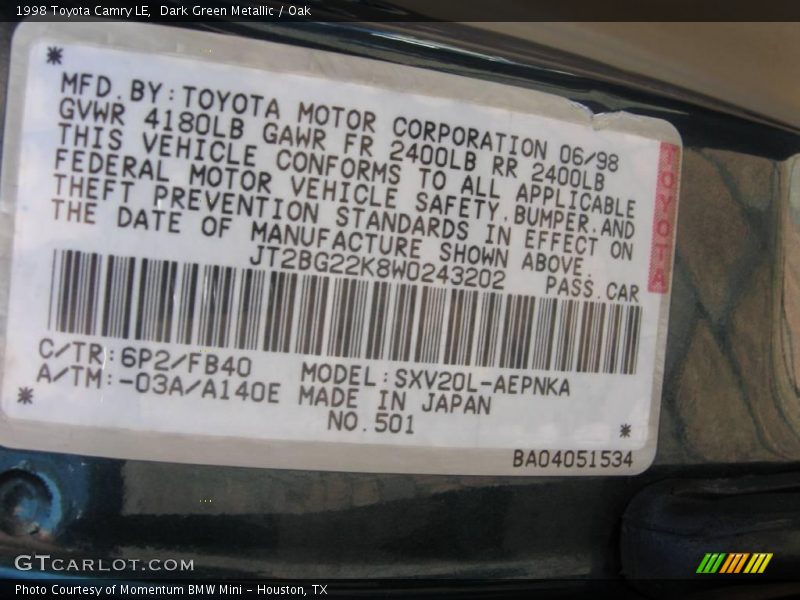 1998 Toyota Camry LE, Dark Green Metallic / Oak
MFD.BY:TOYOTA MOTOR CORPORATION 06/98
GVWR 4180LB GAWR FR 2400LB RR 2400LB
THIS VEHICLE CONFORMS TO ALL APPLICABLE
FEDERAL MOTOR VEHICLE SAFETY,BUMPER,AND
THEFT PREVENTION STANDARDS IN EFFECT ON
THE DATE OF MANUFACTURE SHOWN ABOVE.
JT2BG22K8W0243202 PASS.CAR
TOYOTA
C/TR:6P2/FB40 MODEL:SXV20L-AEPNKA
A/TM:-03A/A140E MADE IN JAPAN
NO.501
BA04051534
GTCARLOT.COM
Photo Courtesy of Momentum BMW Mini - Houston, TX